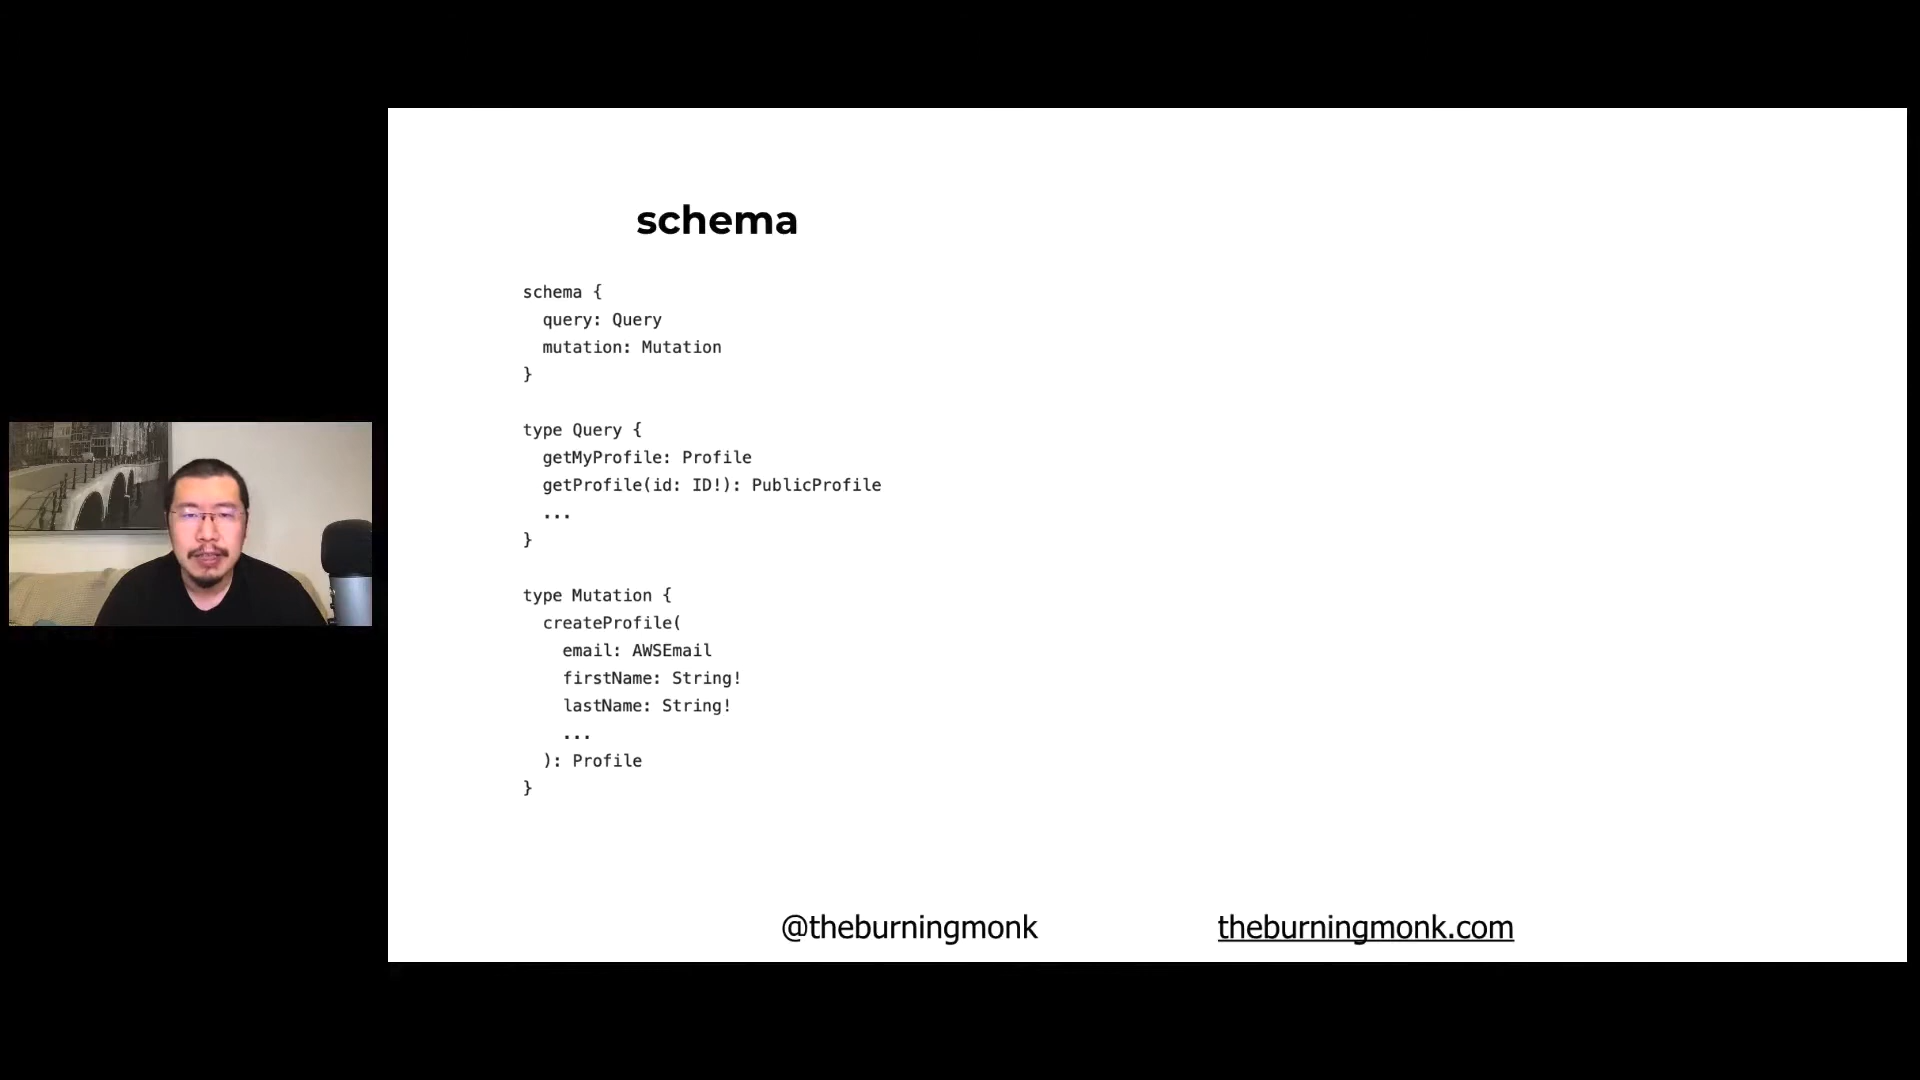 schema
schema {
query: Query
mutation: Mutation
}
type Query {
getMyProfile: Profile
getProfile(id: ID!): PublicProfile
...
}
type Mutation {
createProfile(
email: AWSEmail
firstName: String!
lastName: String!
...
): Profile
}
@theburningmonk
theburningmonk.com